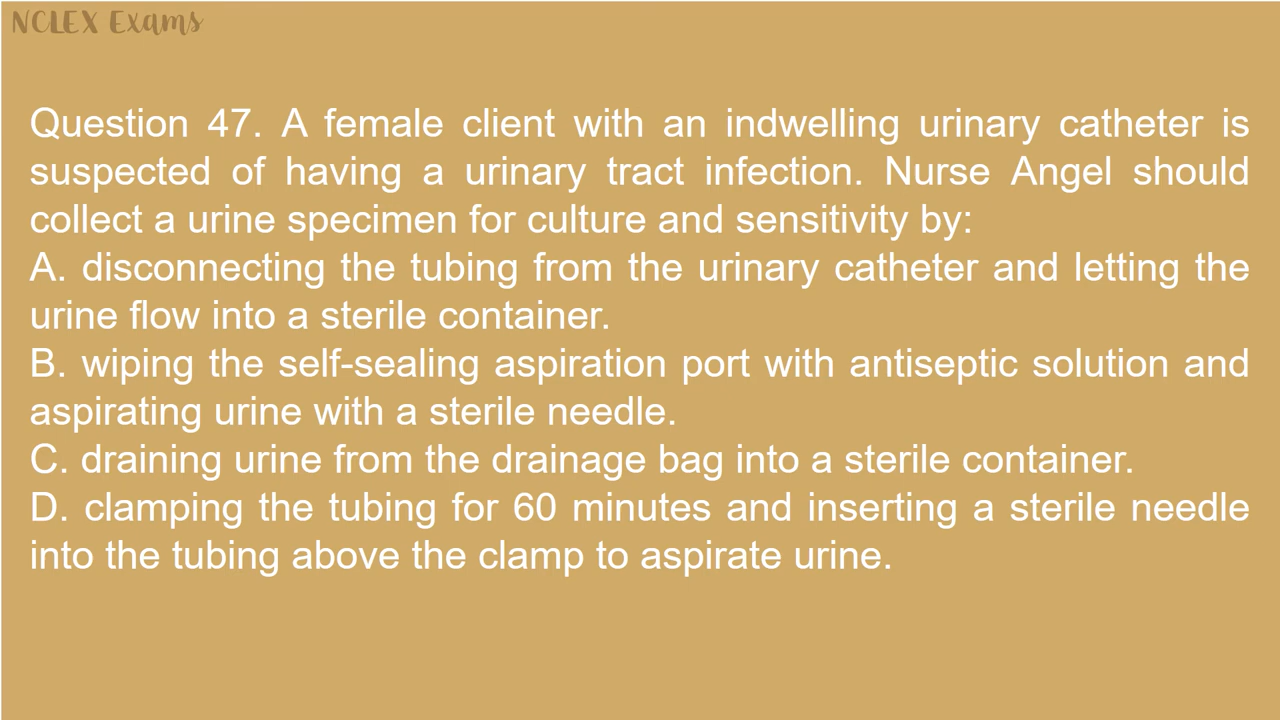 NCLEX Exams
Question 47. A female client with an indwelling urinary catheter is
suspected of having a urinary tract infection. Nurse Angel should
collect a urine specimen for culture and sensitivity by:
A. disconnecting the tubing from the urinary catheter and letting the
urine flow into a sterile container.
B. wiping the self-sealing aspiration port with antiseptic solution and
aspirating urine with a sterile needle.
C. draining urine from the drainage bag into a sterile container.
D. clamping the tubing for 60 minutes and inserting a sterile needle
into the tubing above the clamp to aspirate urine.